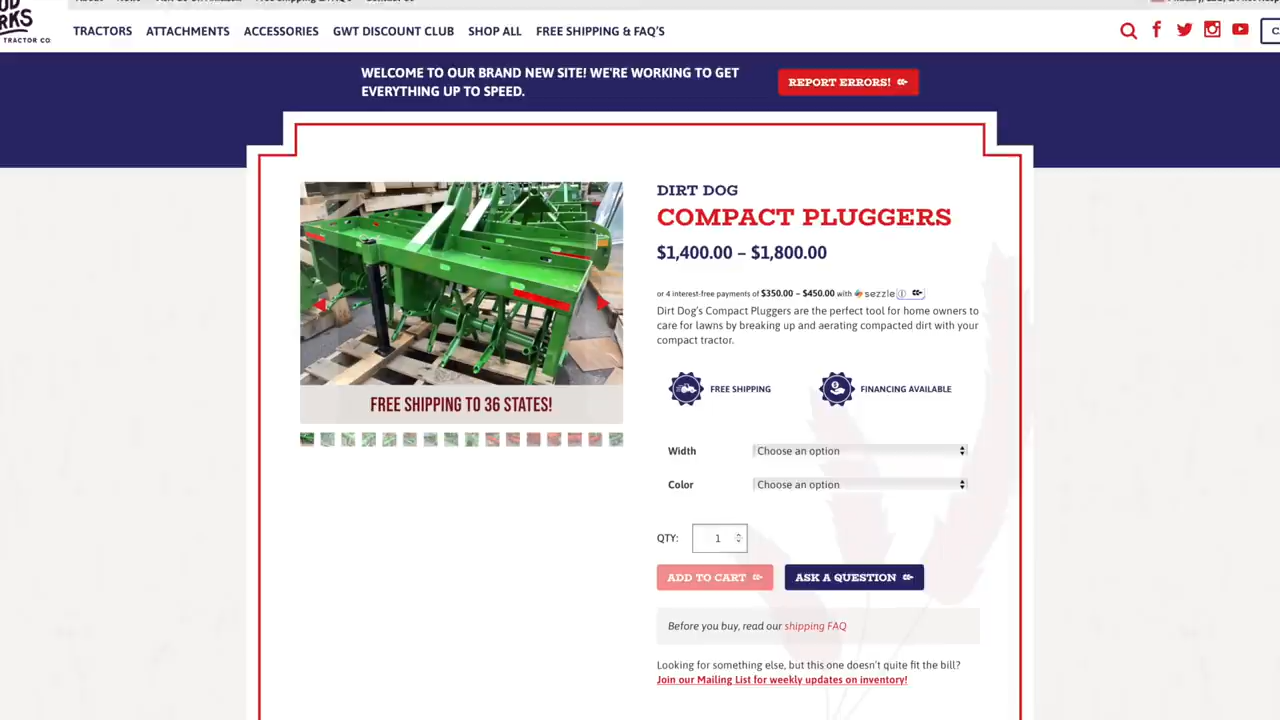 TRACTOR CO
TRACTORS ATTACHMENTS ACCESSORIES GWT DISCOUNT CLUB SHOP ALL FREE SHIPPING & FAQ'S
WELCOME TO OUR BRAND NEW SITE! WE'RE WORKING TO GET
EVERYTHING UP TO SPEED.
REPORT ERRORS!
DIRT DOG
COMPACT PLUGGERS
$1,400.00 – $1,800.00
or 4 interest-free payments of $350.00 – $450.00 with sezzle
Dirt Dog's Compact Pluggers are the perfect tool for home owners to
care for lawns by breaking up and aerating compacted dirt with your
compact tractor.
FREE SHIPPING FINANCING AVAILABLE
FREE SHIPPING TO 36 STATES!
Width Choose an option
Color Choose an option
QTY: 1
ADD TO CART ASK A QUESTION
Before you buy, read our shipping FAQ
Looking for something else, but this one doesn't quite fit the bill?
Join our Mailing List for weekly updates on inventory!